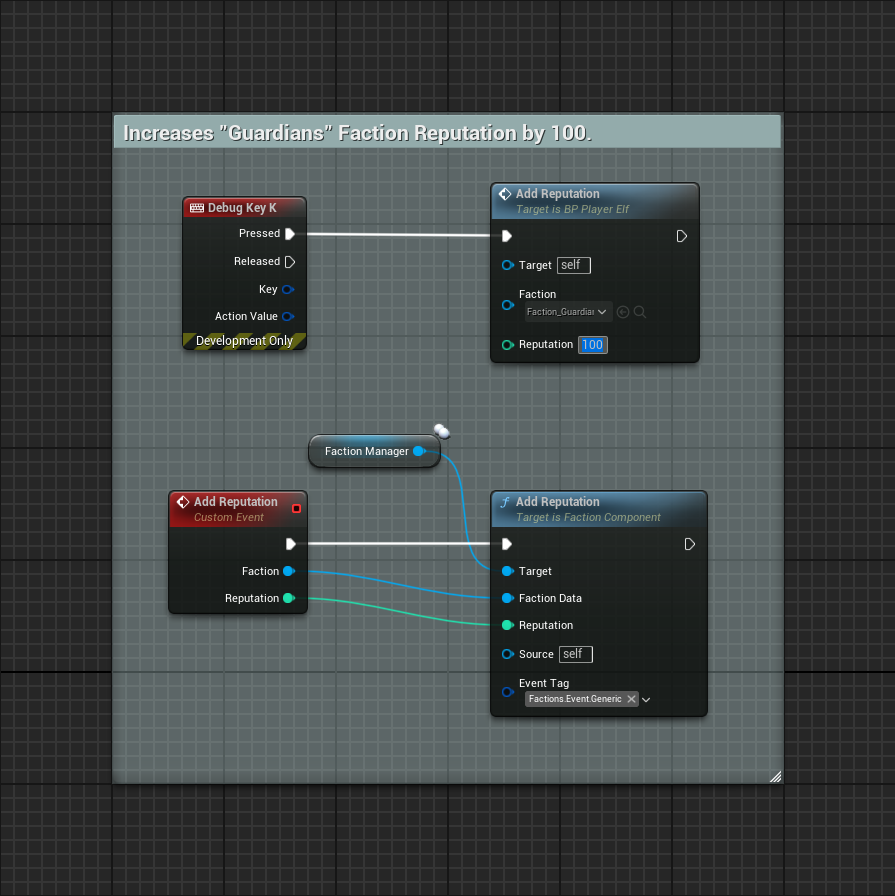 Increases "Guardians" Faction Reputation by 100.
Debug Key K
Pressed
Released
Key
Action Value
Development Only
Add Reputation
Target is BP Player Elf
Target self
Faction
Faction_Guardian
Reputation 100
Faction Manager
Add Reputation
Custom Event
Faction
Reputation
Add Reputation
Target is Faction Component
Target
Faction Data
Reputation
Source self
Event Tag
Factions.Event.Generic